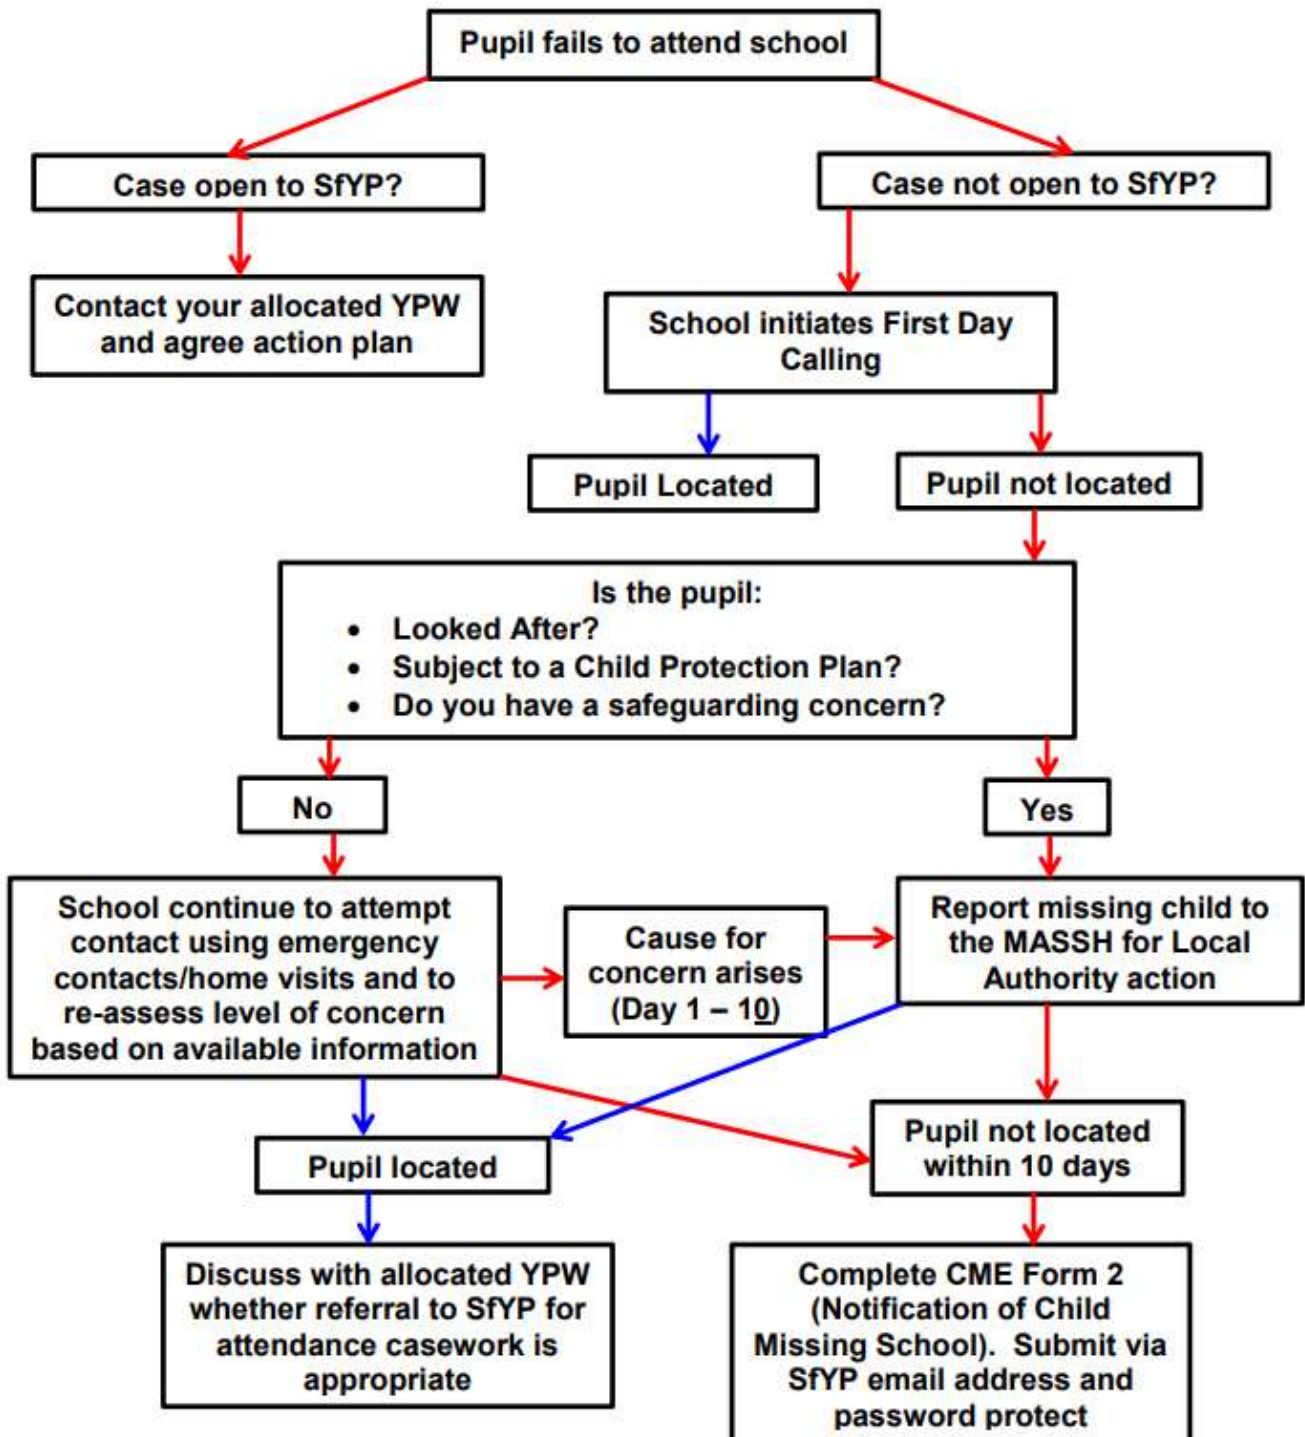 Pupil fails to attend school
Case open to SfYP?
Case not open to SfYP?
Contact your allocated YPW
and agree action plan
School initiates First Day
Calling
Pupil Located
Pupil not located
Is the pupil:
• Looked After?
• Subject to a Child Protection Plan?
• Do you have a safeguarding concern?
No
Yes
School continue to attempt
contact using emergency
contacts/home visits and to
re-assess level of concern
based on available information
Cause for
concern arises
(Day 1 – 10)
Report missing child to
the MASSH for Local
Authority action
Pupil located
Pupil not located
within 10 days
Discuss with allocated YPW
whether referral to SfYP for
attendance casework is
appropriate
Complete CME Form 2
(Notification of Child
Missing School).  Submit via
SfYP email address and
password protect